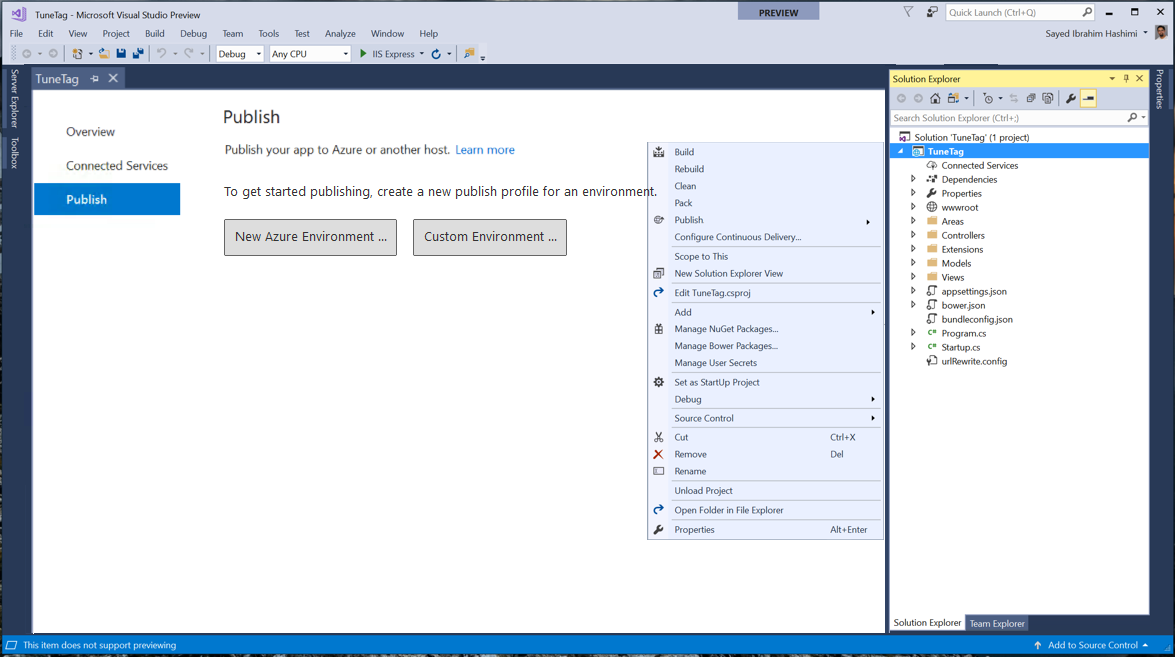 TuneTag - Microsoft Visual Studio Preview
PREVIEW
Quick Launch (Ctrl+Q)
File Edit View Project Build Debug Team Tools Test Analyze Window Help
Sayed Ibrahim Hashimi
Debug Any CPU IIS Express
Server Explorer
Toolbox
TuneTag
Overview
Connected Services
Publish
Publish
Publish your app to Azure or another host. Learn more
To get started publishing, create a new publish profile for an environment.
New Azure Environment ... Custom Environment ...
Build
Rebuild
Clean
Pack
Publish
Configure Continuous Delivery...
Scope to This
New Solution Explorer View
Edit TuneTag.csproj
Add
Manage NuGet Packages...
Manage Bower Packages...
Manage User Secrets
Set as StartUp Project
Debug
Source Control
Cut Ctrl+X
Remove Del
Rename
Unload Project
Open Folder in File Explorer
Properties Alt+Enter
Solution Explorer
Search Solution Explorer (Ctrl+;)
Solution 'TuneTag' (1 project)
TuneTag
Connected Services
Dependencies
Properties
wwwroot
Areas
Controllers
Extensions
Models
Views
appsettings.json
bower.json
bundleconfig.json
C# Program.cs
C# Startup.cs
urlRewrite.config
Solution Explorer Team Explorer
Properties
This item does not support previewing
Add to Source Control